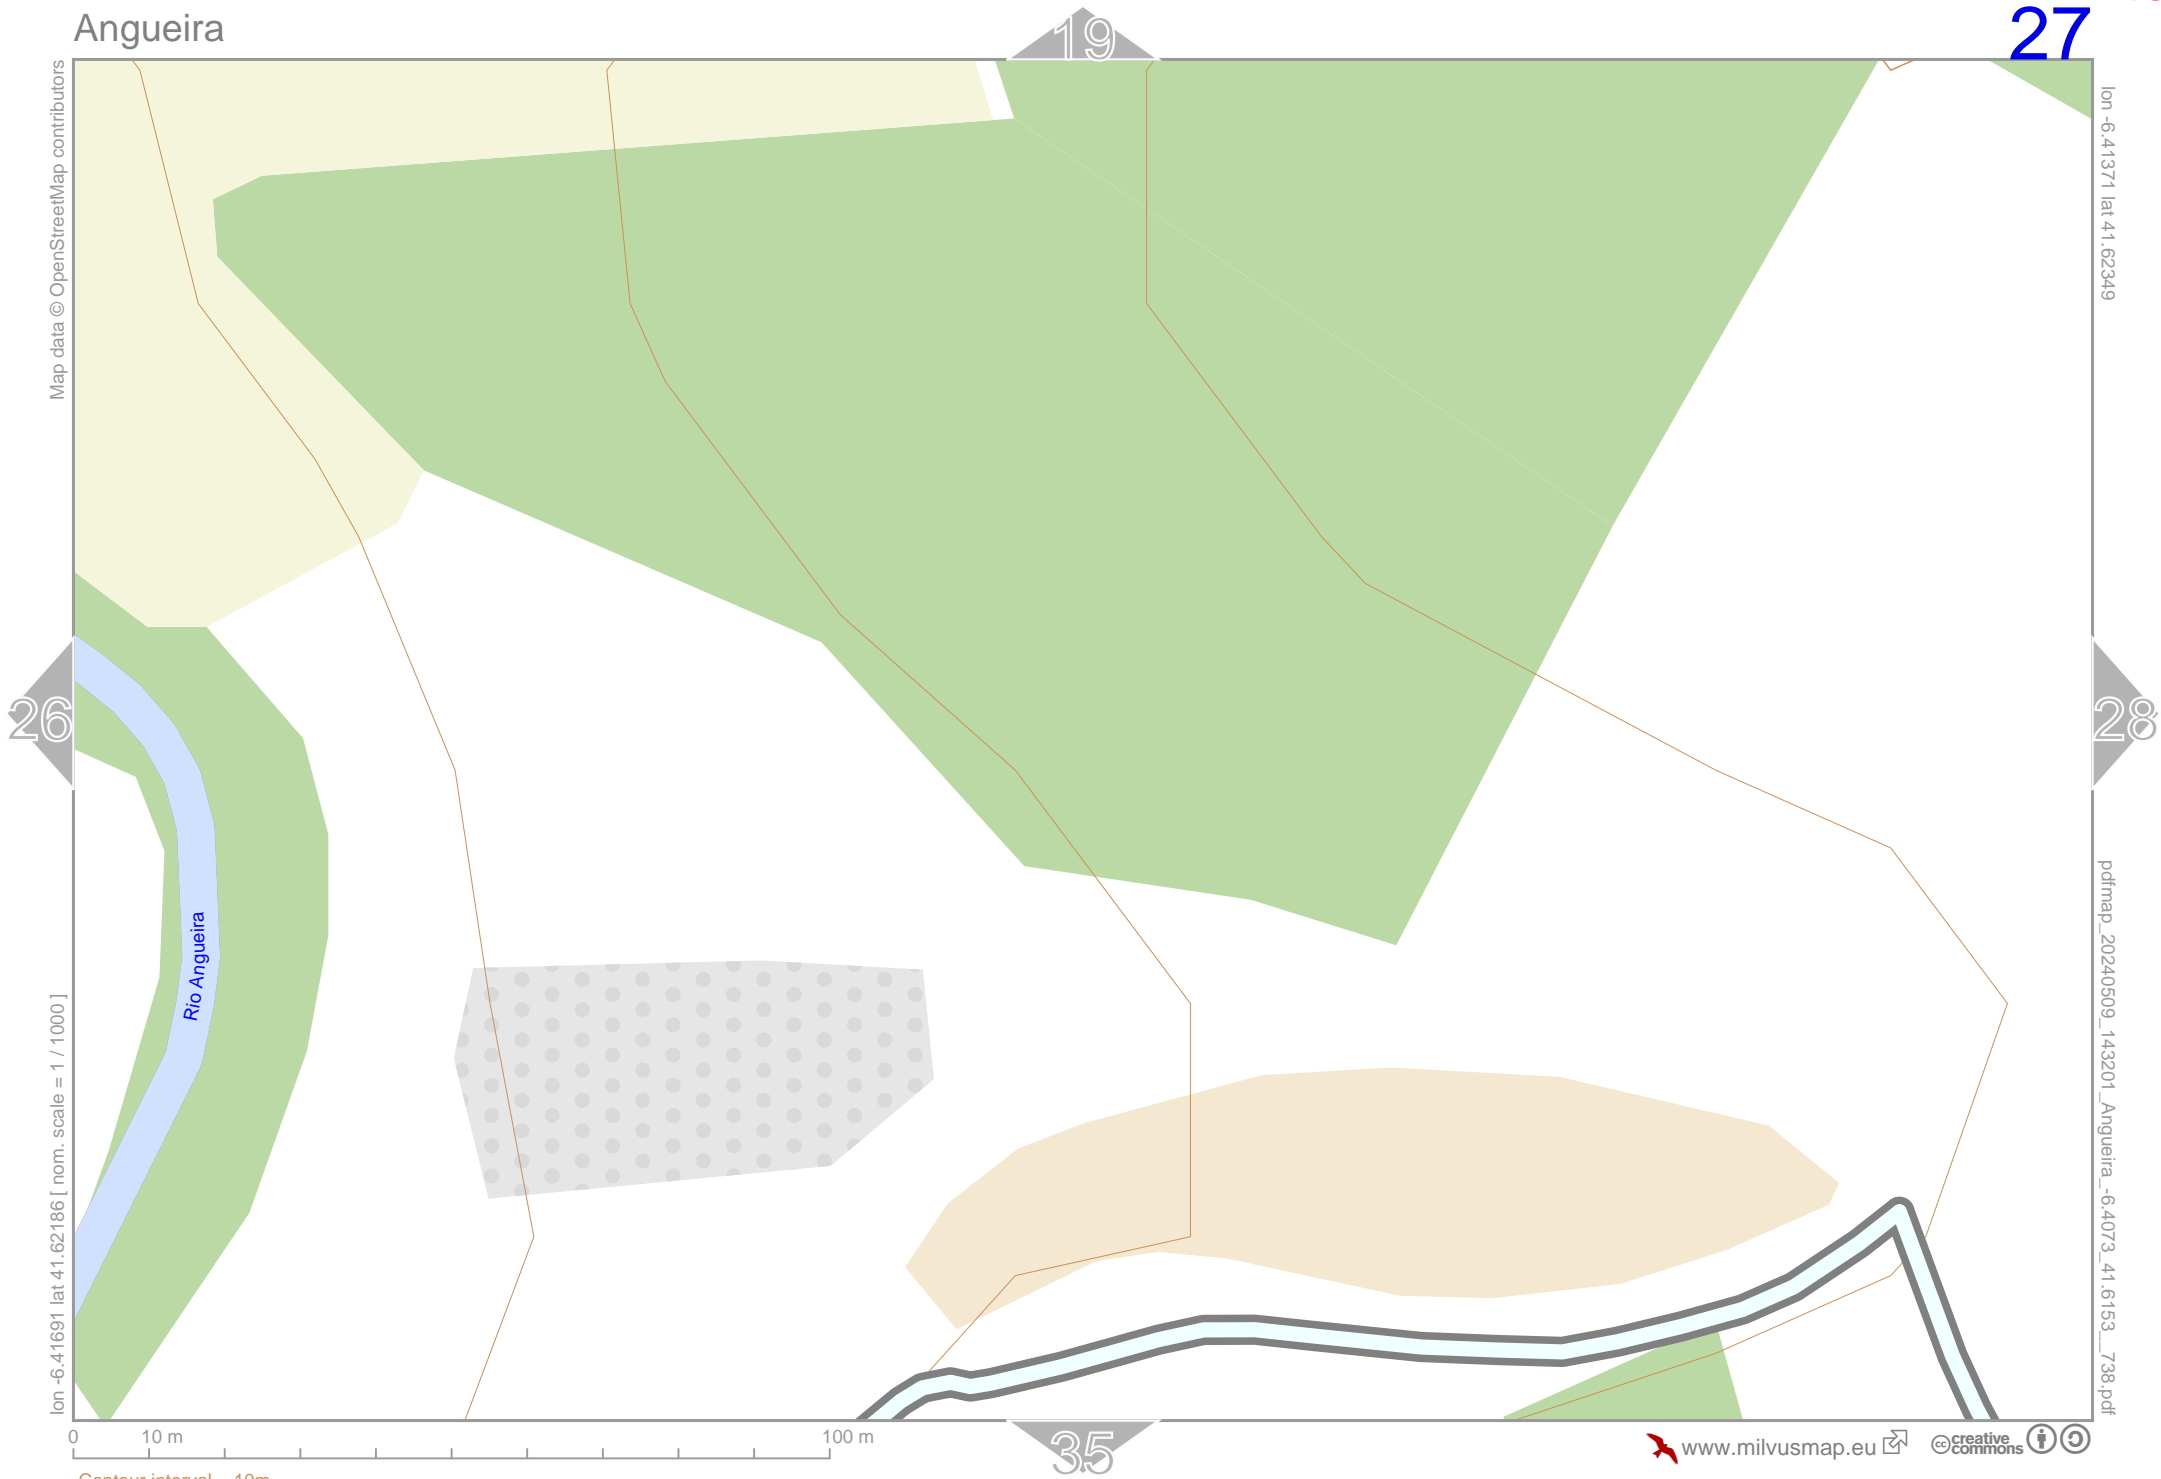 Angueira
19
27
Map data © OpenStreetMap contributors
lon -6.41371 lat 41.62349
26
28
Rio Angueira
lon -6.41691 lat 41.62186 [ nom. scale = 1 / 1000 ]
pdfmap_20240509_143201_Angueira_-6.4073_41.6153__738.pdf
0 10 m 100 m
35
www.milvusmap.eu
cc creative commons